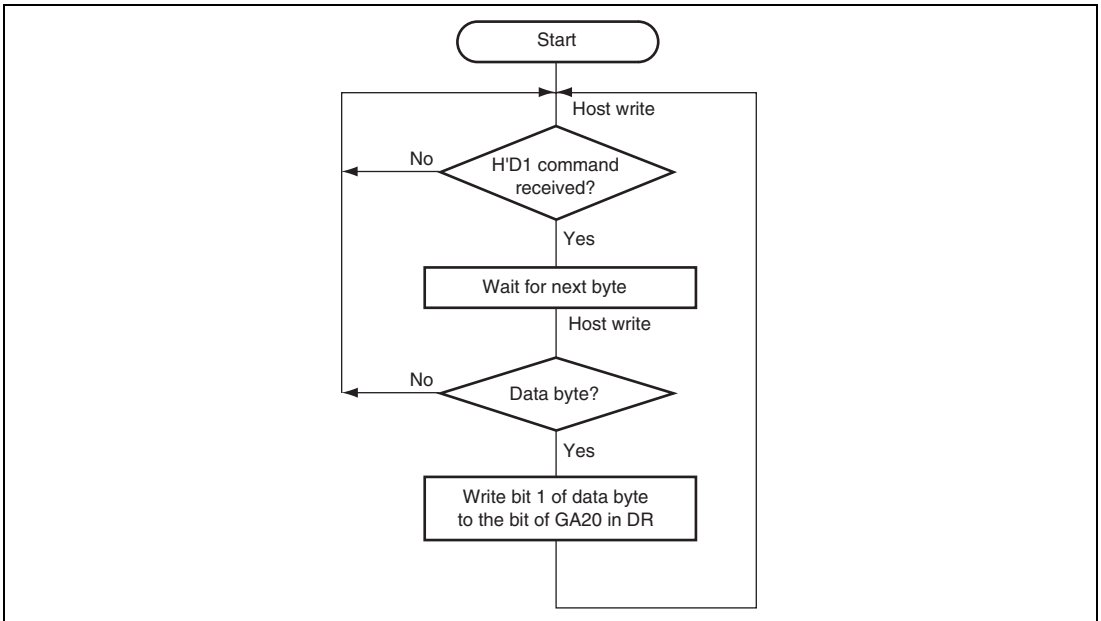 Start
Host write
H'D1 command
received?
No
Yes
Wait for next byte
Host write
Data byte?
No
Yes
Write bit 1 of data byte
to the bit of GA20 in DR